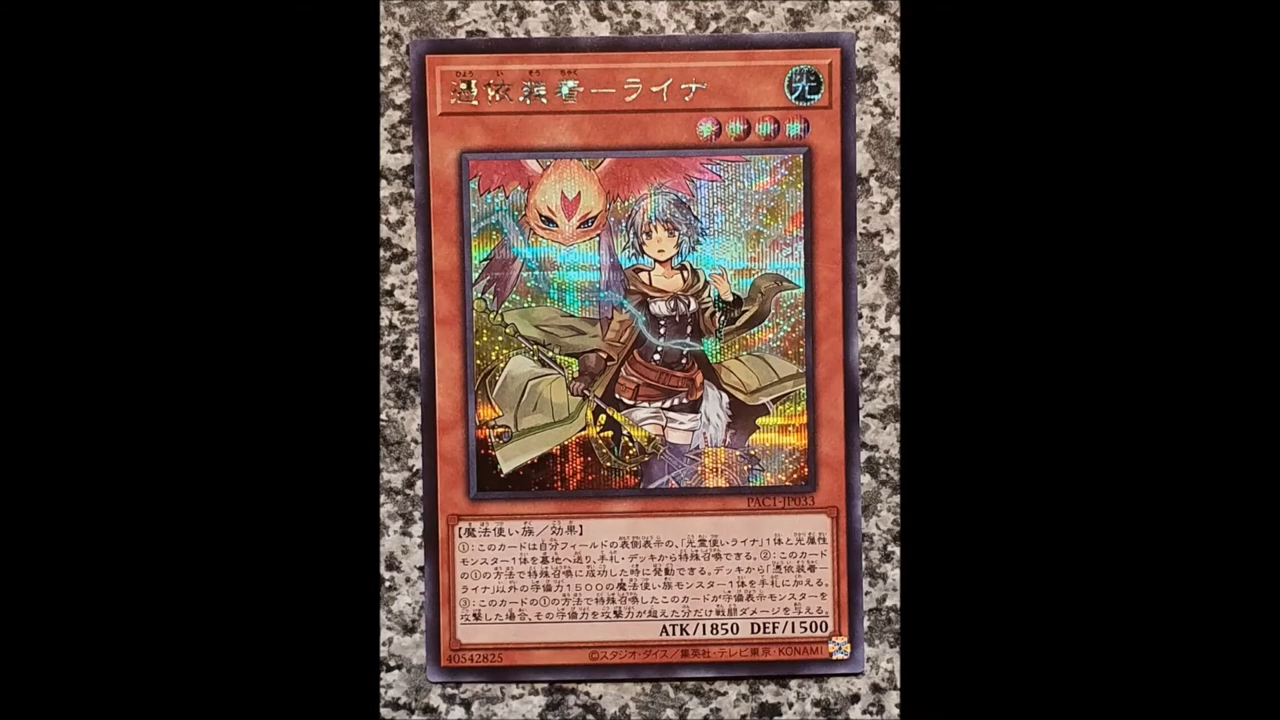 憑依装着－ライナ
光
PAC1-JP033
【魔法使い族／効果】
①：このカードは自分フィールドの表側表示の、「光霊使いライナ」1体と光属性
モンスター1体を墓地へ送り、手札・デッキから特殊召喚できる。②：このカード
の①の方法で特殊召喚に成功した時に発動できる。デッキから「憑依装着－
ライナ」以外の守備力1500の魔法使い族モンスター1体を手札に加える。
③：このカードの①の方法で特殊召喚したこのカードが守備表示モンスターを
攻撃した場合、その守備力を攻撃力が超えた分だけ戦闘ダメージを与える。
ATK/1850 DEF/1500
40542825 ©スタジオ・ダイス／集英社・テレビ東京・KONAMI